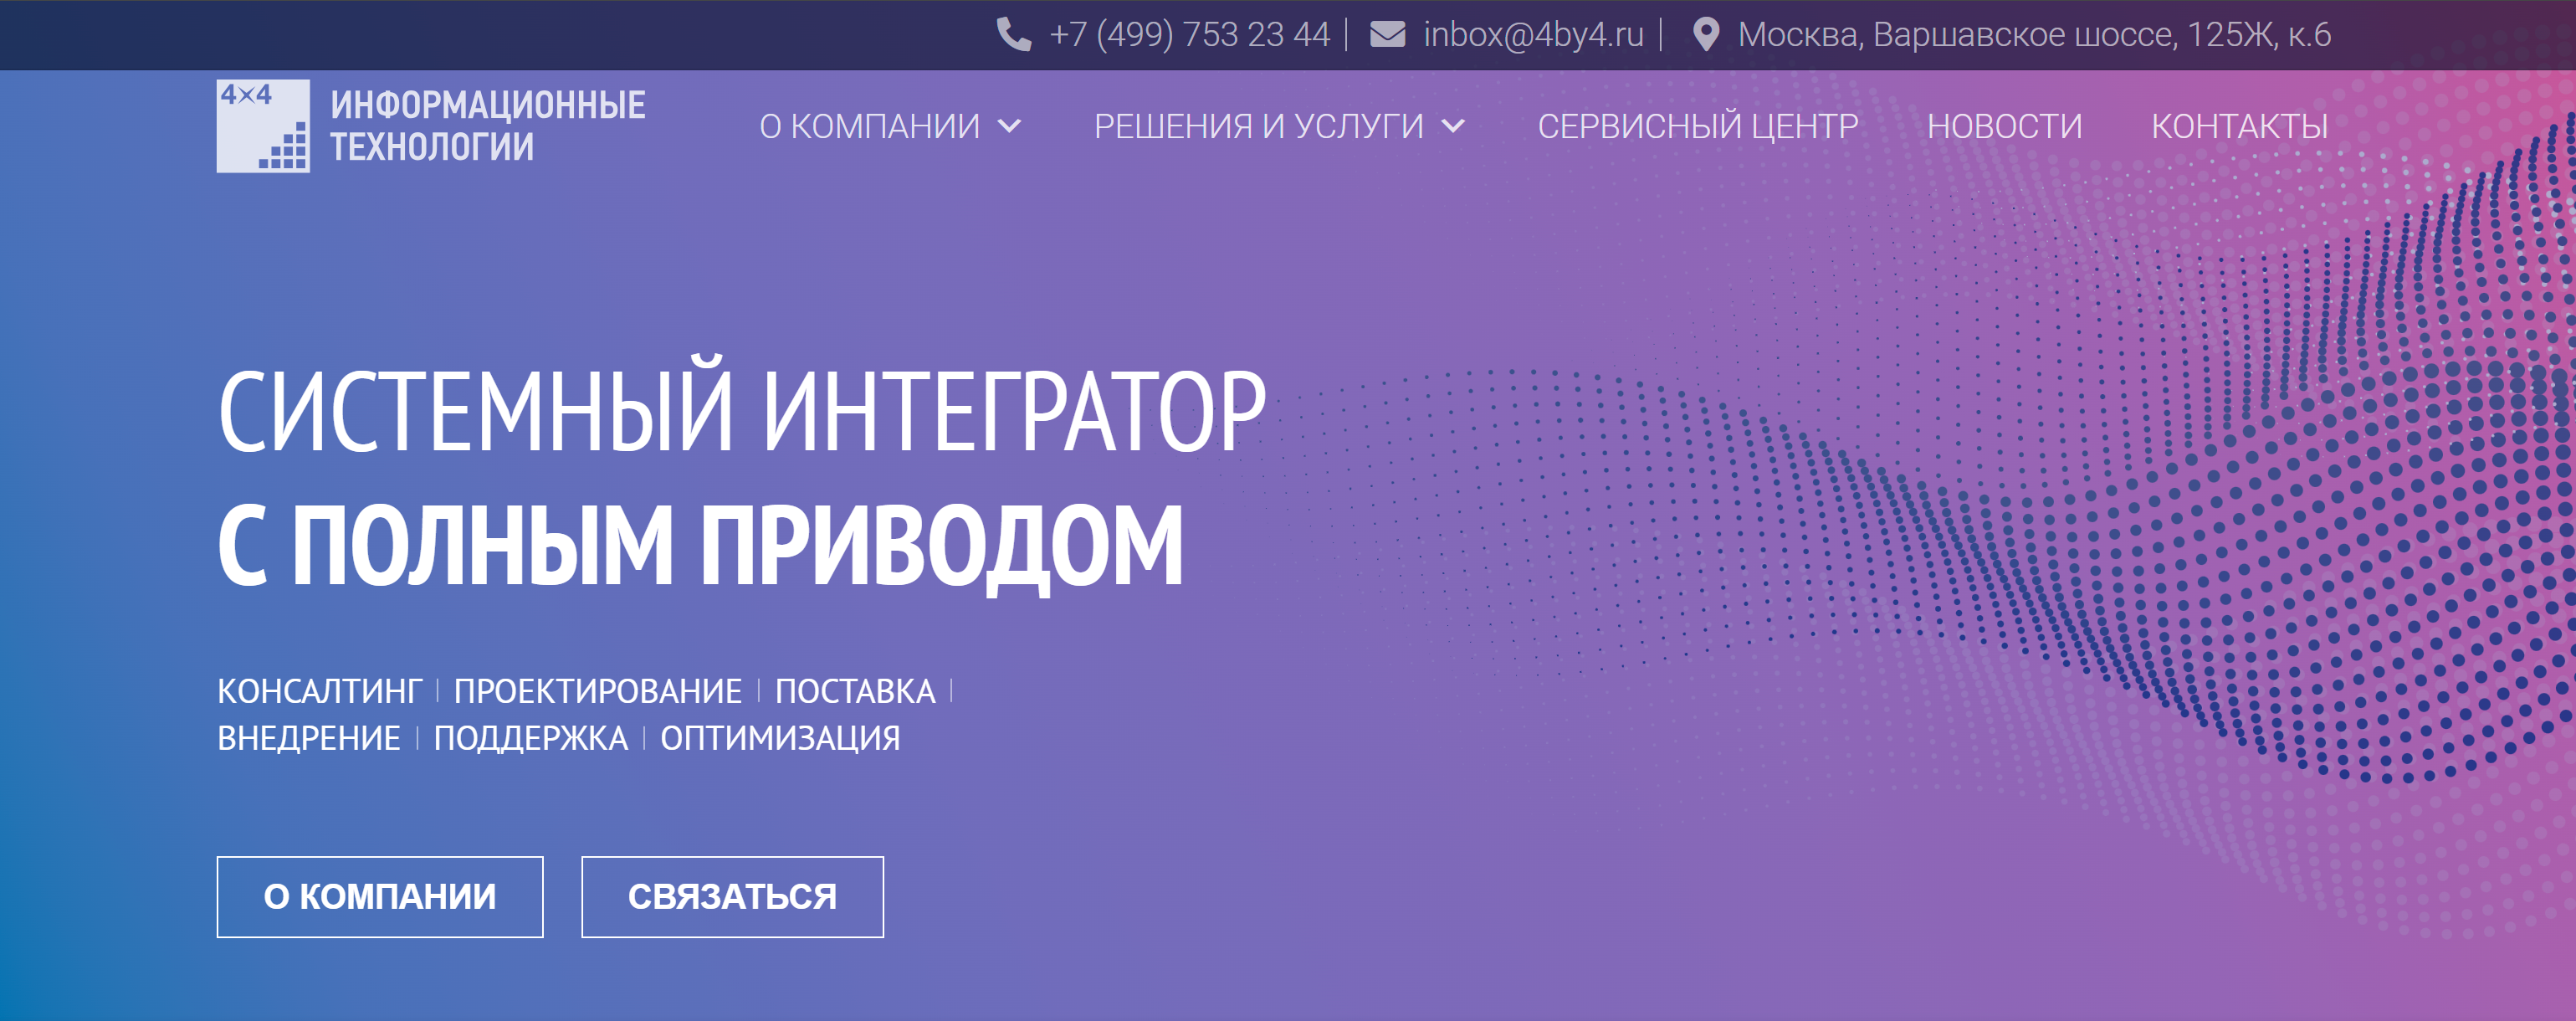 +7 (499) 753 23 44 | inbox@4by4.ru | Москва, Варшавское шоссе, 125Ж, к.6
4×4
ИНФОРМАЦИОННЫЕ
ТЕХНОЛОГИИ
О КОМПАНИИ РЕШЕНИЯ И УСЛУГИ СЕРВИСНЫЙ ЦЕНТР НОВОСТИ КОНТАКТЫ
СИСТЕМНЫЙ ИНТЕГРАТОР
С ПОЛНЫМ ПРИВОДОМ
КОНСАЛТИНГ | ПРОЕКТИРОВАНИЕ | ПОСТАВКА |
ВНЕДРЕНИЕ | ПОДДЕРЖКА | ОПТИМИЗАЦИЯ
О КОМПАНИИ СВЯЗАТЬСЯ